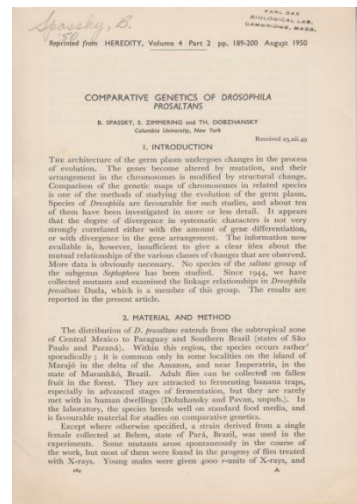 Spassky, B.
'50
KARL SAX
BIOLOGICAL LAB.
CAMBRIDGE, MASS.
Reprinted from HEREDITY, Volume 4 Part 2 pp. 189-200 August 1950
COMPARATIVE GENETICS OF DROSOPHILA
PROSALTANS
B. SPASSKY, S. ZIMMERING and TH. DOBZHANSKY
Columbia University, New York
Received 25.xii.49
1. INTRODUCTION
THE architecture of the germ plasm undergoes changes in the process
of evolution. The genes become altered by mutation, and their
arrangement in the chromosomes is modified by structural change.
Comparison of the genetic maps of chromosomes in related species
is one of the methods of studying the evolution of the germ plasm.
Species of Drosophila are favourable for such studies, and about ten
of them have been investigated in more or less detail. It appears
that the degree of divergence in systematic characters is not very
strongly correlated either with the amount of gene differentiation,
or with divergence in the gene arrangement. The information now
available is, however, insufficient to give a clear idea about the
mutual relationships of the various classes of changes that are observed.
More data is obviously necessary. No species of the saltans group of
the subgenus Sophophora has been studied. Since 1944, we have
collected mutants and examined the linkage relationships in Drosophila
prosaltans Duda, which is a member of this group. The results are
reported in the present article.
2. MATERIAL AND METHOD
The distribution of D. prosaltans extends from the subtropical zone
of Central Mexico to Paraguay and Southern Brazil (states of São
Paulo and Paraná). Within this region, the species occurs rather
sporadically ; it is common only in some localities on the island of
Marajó in the delta of the Amazon, and near Imperatriz, in the
state of Maranhão, Brazil. Adult flies can be collected on fallen
fruit in the forest. They are attracted to fermenting banana traps,
especially in advanced stages of fermentation, but they are rarely
met with in human dwellings (Dobzhansky and Pavan, unpub.). In
the laboratory, the species breeds well on standard food media, and
is favourable material for studies on comparative genetics.
Except where otherwise specified, a strain derived from a single
female collected at Belem, state of Pará, Brazil, was used in the
experiments. Some mutants arose spontaneously in the course of
the work, but most of them were found in the progeny of flies treated
with X-rays. Young males were given 4000 r-units of X-rays, and
189
A